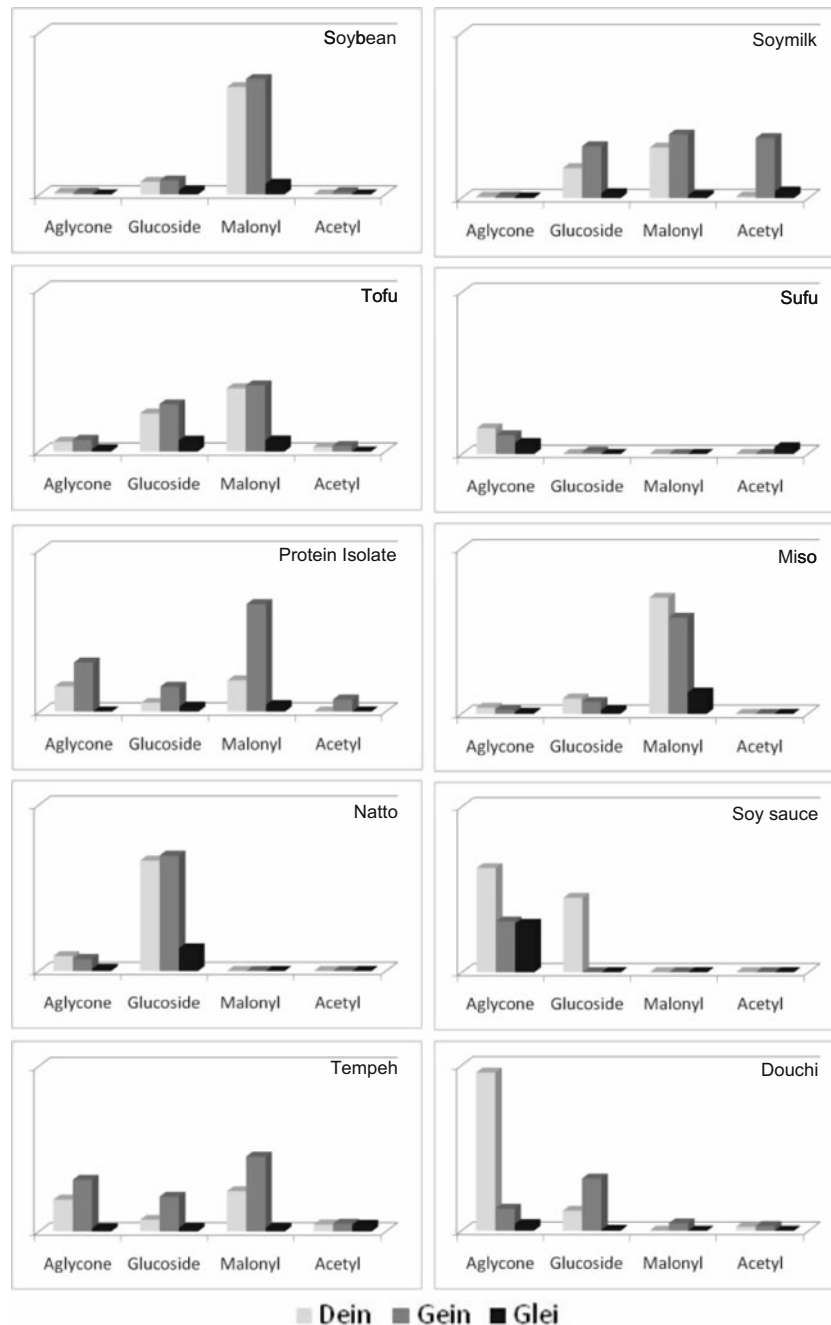 Soybean
Aglycone Glucoside Malonyl Acetyl
Soymilk
Aglycone Glucoside Malonyl Acetyl
Tofu
Aglycone Glucoside Malonyl Acetyl
Sufu
Aglycone Glucoside Malonyl Acetyl
Protein Isolate
Aglycone Glucoside Malonyl Acetyl
Miso
Aglycone Glucoside Malonyl Acetyl
Natto
Aglycone Glucoside Malonyl Acetyl
Soy sauce
Aglycone Glucoside Malonyl Acetyl
Tempeh
Aglycone Glucoside Malonyl Acetyl
Douchi
Aglycone Glucoside Malonyl Acetyl
Dein Gein Glei